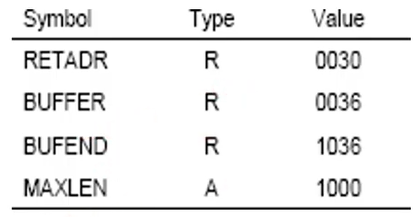 Symbol Type Value
RETADR R 0030
BUFFER R 0036
BUFEND R 1036
MAXLEN A 1000